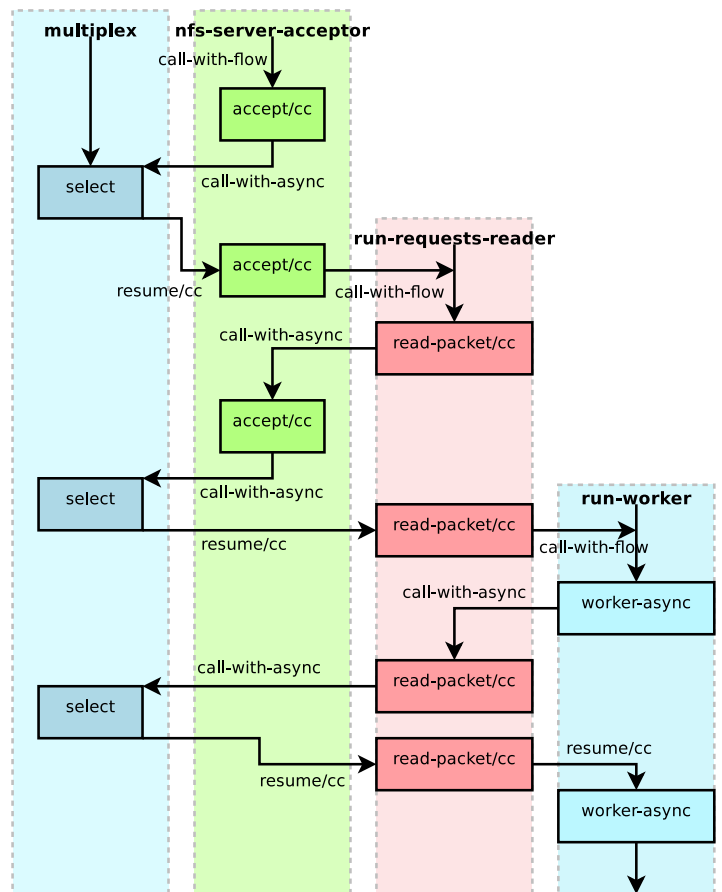 multiplex
nfs-server-acceptor
call-with-flow
accept/cc
call-with-async
select
run-requests-reader
accept/cc
resume/cc
call-with-flow
call-with-async
read-packet/cc
accept/cc
call-with-async
select
run-worker
read-packet/cc
resume/cc
call-with-flow
call-with-async
worker-async
call-with-async
read-packet/cc
select
resume/cc
read-packet/cc
resume/cc
worker-async